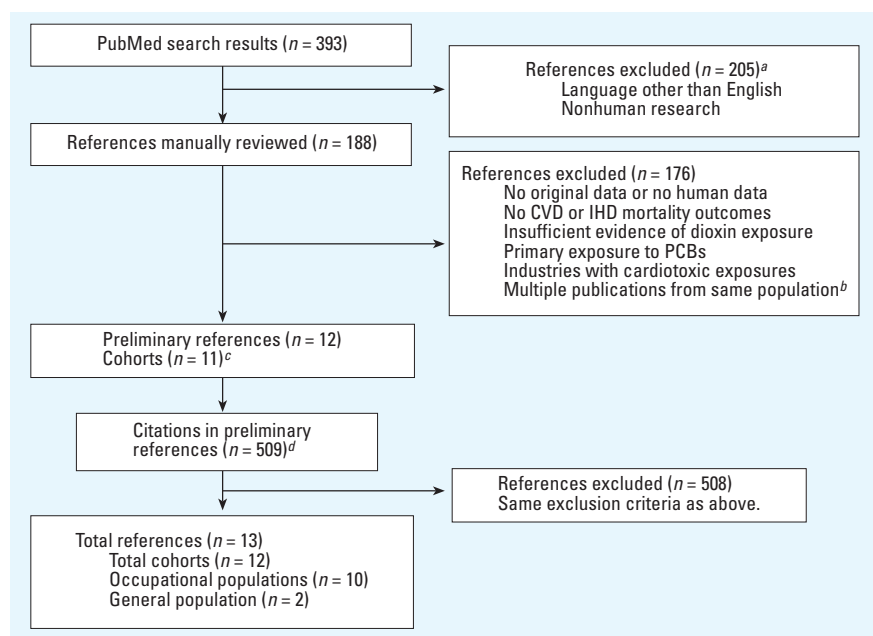 PubMed search results (n = 393)
References excluded (n = 205)a
Language other than English
Nonhuman research
References manually reviewed (n = 188)
References excluded (n = 176)
No original data or no human data
No CVD or IHD mortality outcomes
Insufficient evidence of dioxin exposure
Primary exposure to PCBs
Industries with cardiotoxic exposures
Multiple publications from same populationb
Preliminary references (n = 12)
Cohorts (n = 11)c
Citations in preliminary
references (n = 509)d
References excluded (n = 508)
Same exclusion criteria as above.
Total references (n = 13)
Total cohorts (n = 12)
Occupational populations (n = 10)
General population (n = 2)